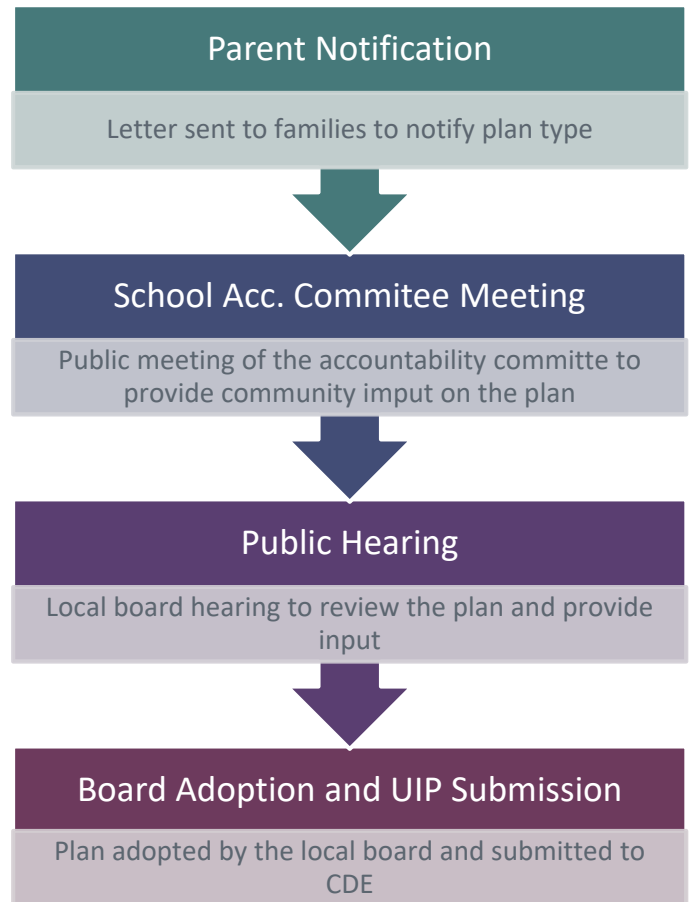 Parent Notification
Letter sent to families to notify plan type
School Acc. Commitee Meeting
Public meeting of the accountability committe to
provide community imput on the plan
Public Hearing
Local board hearing to review the plan and provide
input
Board Adoption and UIP Submission
Plan adopted by the local board and submitted to
CDE